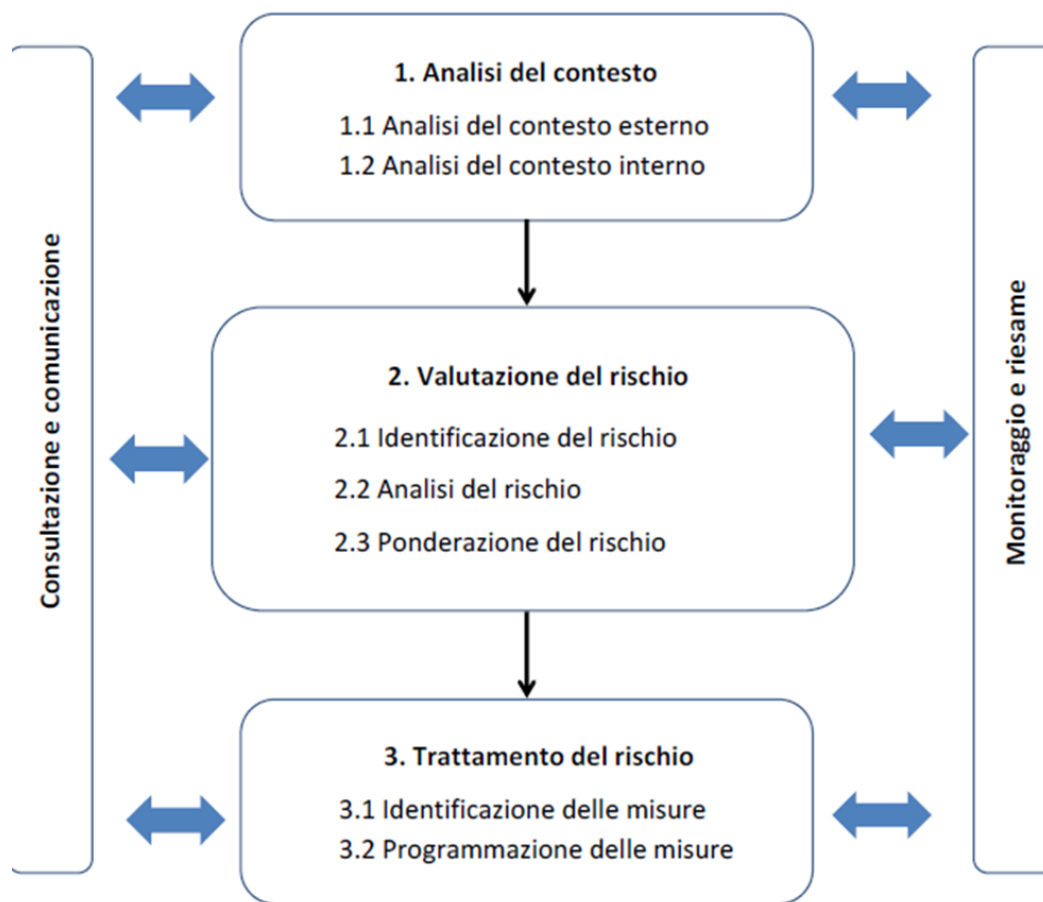 Consultazione e comunicazione
1. Analisi del contesto
1.1 Analisi del contesto esterno
1.2 Analisi del contesto interno
2. Valutazione del rischio
2.1 Identificazione del rischio
2.2 Analisi del rischio
2.3 Ponderazione del rischio
3. Trattamento del rischio
3.1 Identificazione delle misure
3.2 Programmazione delle misure
Monitoraggio e riesame